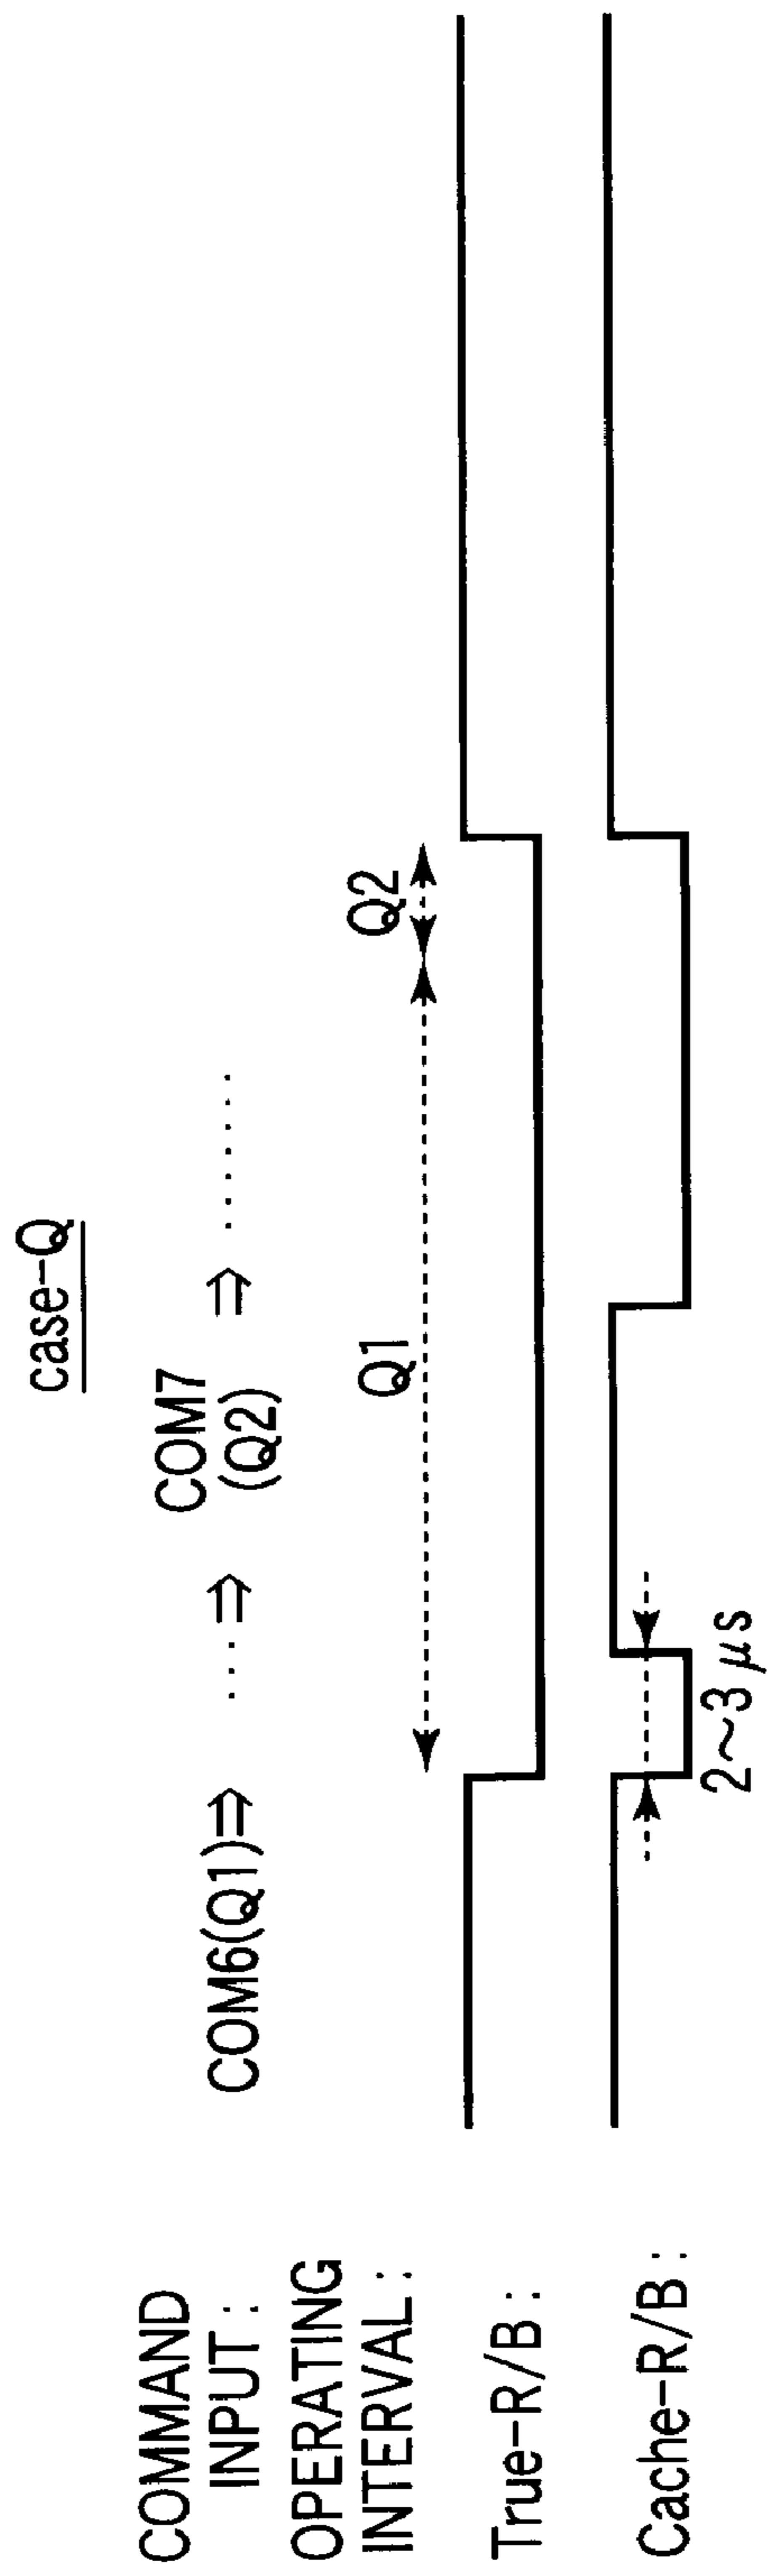 case-Q
COMMAND
INPUT :
COM6(Q1)⇒ ··· ⇒ COM7 ⇒ ·······
(Q2)
OPERATING
INTERVAL :
Q1
Q2
True-R/B :
Cache-R/B :
2~3 μs